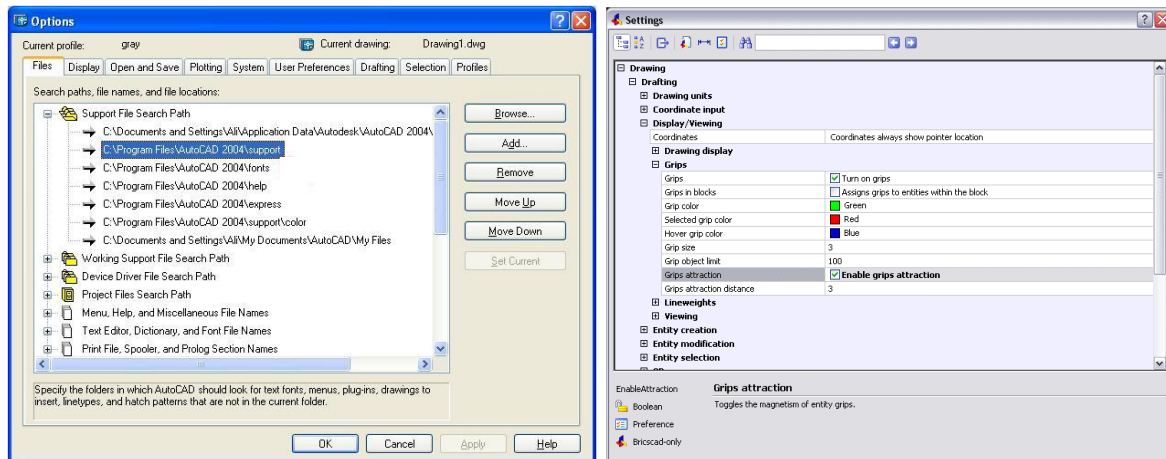 Options
Current profile: gray Current drawing: Drawing1.dwg
Files Display Open and Save Plotting System User Preferences Drafting Selection Profiles
Search paths, file names, and file locations:
Support File Search Path
C:\Documents and Settings\Ali\Application Data\Autodesk\AutoCAD 2004\
C:\Program Files\AutoCAD 2004\support
C:\Program Files\AutoCAD 2004\fonts
C:\Program Files\AutoCAD 2004\help
C:\Program Files\AutoCAD 2004\express
C:\Program Files\AutoCAD 2004\support\color
C:\Documents and Settings\Ali\My Documents\AutoCAD\My Files
Working Support File Search Path
Device Driver File Search Path
Project Files Search Path
Menu, Help, and Miscellaneous File Names
Text Editor, Dictionary, and Font File Names
Print File, Spooler, and Prolog Section Names
Browse...
Add...
Remove
Move Up
Move Down
Set Current
Specify the folders in which AutoCAD should look for text fonts, menus, plug-ins, drawings to
insert, linetypes, and hatch patterns that are not in the current folder.
OK Cancel Apply Help
Settings
Drawing
Drafting
Drawing units
Coordinate input
Display/Viewing
Coordinates Coordinates always show pointer location
Drawing display
Grips
Grips Turn on grips
Grips in blocks Assigns grips to entities within the block
Grip color Green
Selected grip color Red
Hover grip color Blue
Grip size 3
Grip object limit 100
Grips attraction Enable grips attraction
Grips attraction distance 3
Lineweights
Viewing
Entity creation
Entity modification
Entity selection
EnableAttraction Grips attraction
Boolean Toggles the magnetism of entity grips.
Preference
Bricscad-only